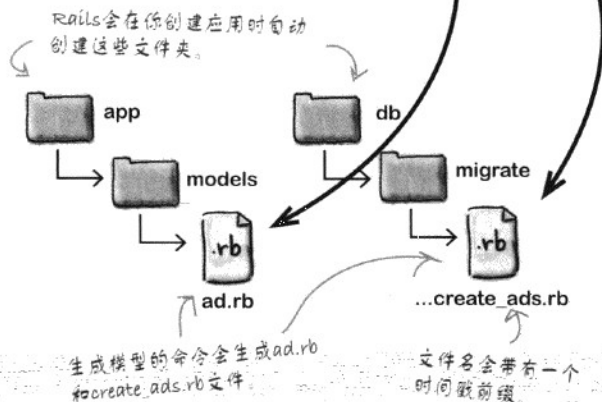 Rails会在你创建应用时自动
创建这些文件夹。
app
db
models
migrate
.rb
.rb
ad.rb
...create_ads.rb
生成模型的命令会生成ad.rb
和create_ads.rb文件
文件名会带有一个
时间戳前缀